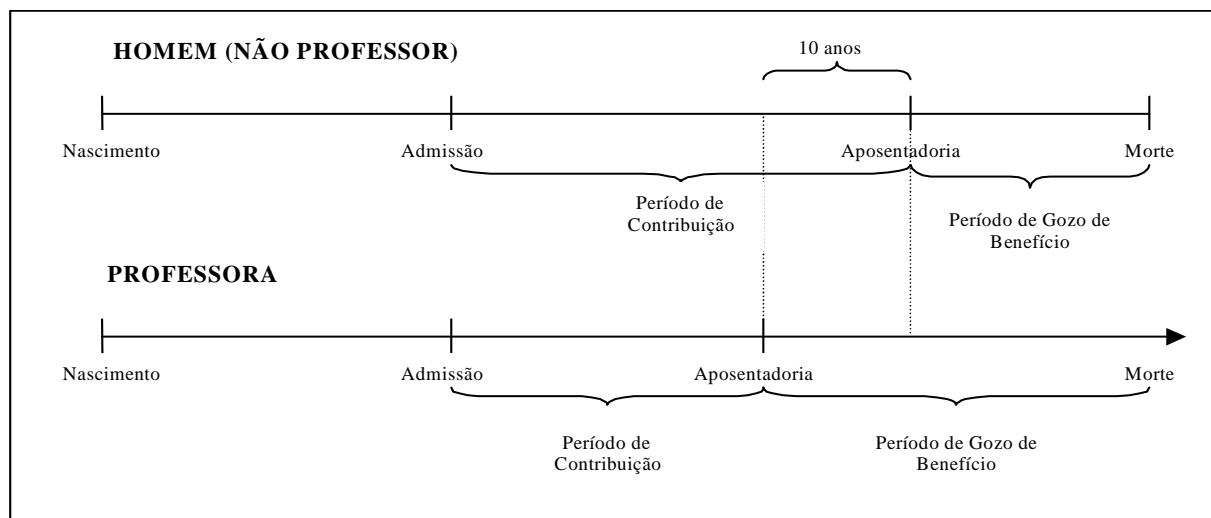 10 anos
HOMEM (NÃO PROFESSOR)
Nascimento
Admissão
Aposentadoria
Morte
Período de
Contribuição
Período de Gozo de
Benefício
PROFESSORA
Nascimento
Admissão
Aposentadoria
Morte
Período de
Contribuição
Período de Gozo de
Benefício